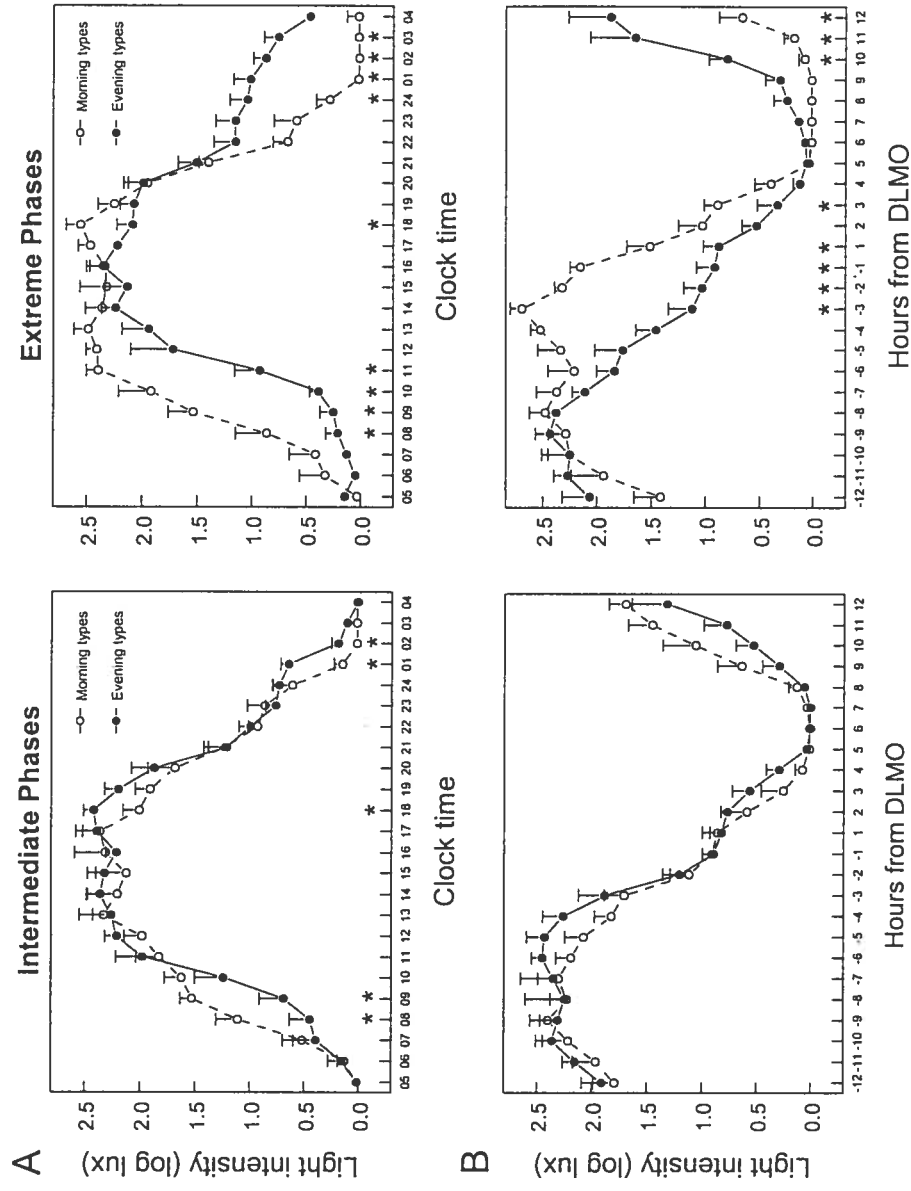 A
Intermediate Phases
Light intensity (log lux)
2.5
2.0
1.5
1.0
0.5
0.0
Morning types
Evening types
* * * * *
05 06 07 08 09 10 11 12 13 14 15 16 17 18 19 20 21 22 23 24 01 02 03 04
Clock time
Extreme Phases
2.5
2.0
1.5
1.0
0.5
0.0
Morning types
Evening types
* * * * * * * * *
05 06 07 08 09 10 11 12 13 14 15 16 17 18 19 20 21 22 23 24 01 02 03 04
Clock time
B
Light intensity (log lux)
2.5
2.0
1.5
1.0
0.5
0.0
-12 -11 -10 -9 -8 -7 -6 -5 -4 -3 -2 -1 1 2 3 4 5 6 7 8 9 10 11 12
Hours from DLMO
2.5
2.0
1.5
1.0
0.5
0.0
* * * * * * * *
-12 -11 -10 -9 -8 -7 -6 -5 -4 -3 -2 -1 1 2 3 4 5 6 7 8 9 10 11 12
Hours from DLMO